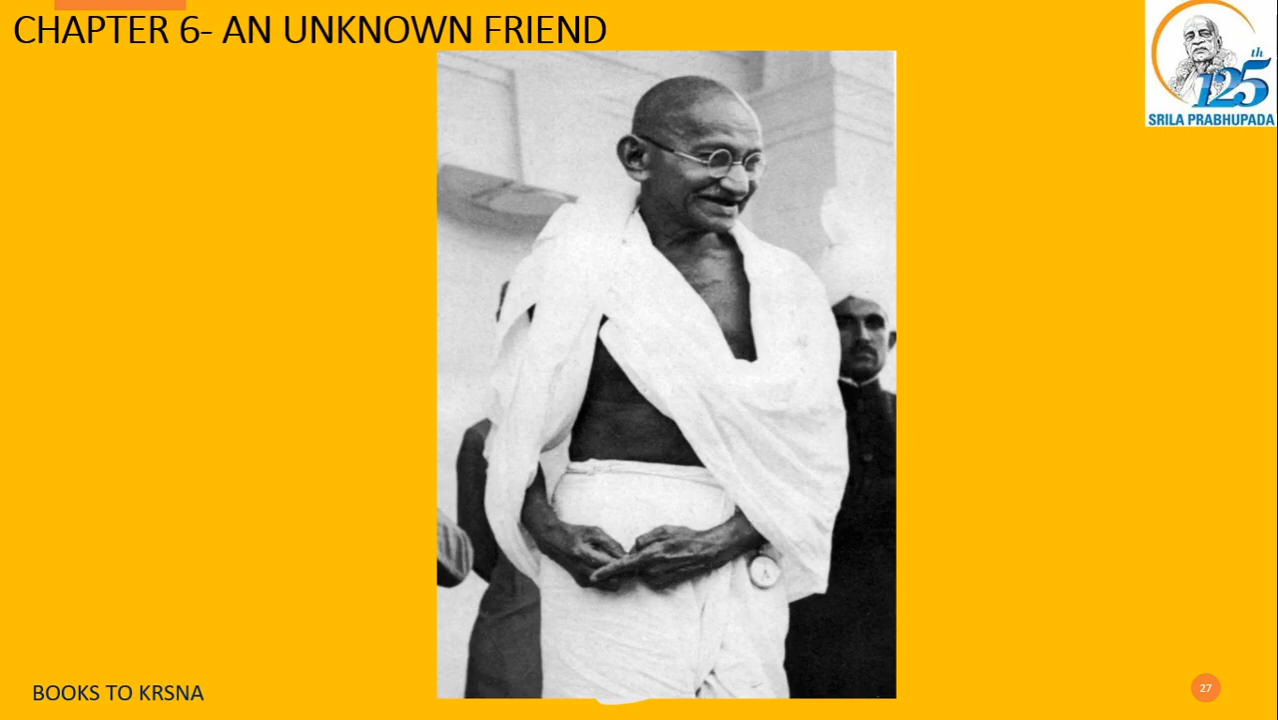 CHAPTER 6- AN UNKNOWN FRIEND
125th
SRILA PRABHUPADA
BOOKS TO KRSNA
27